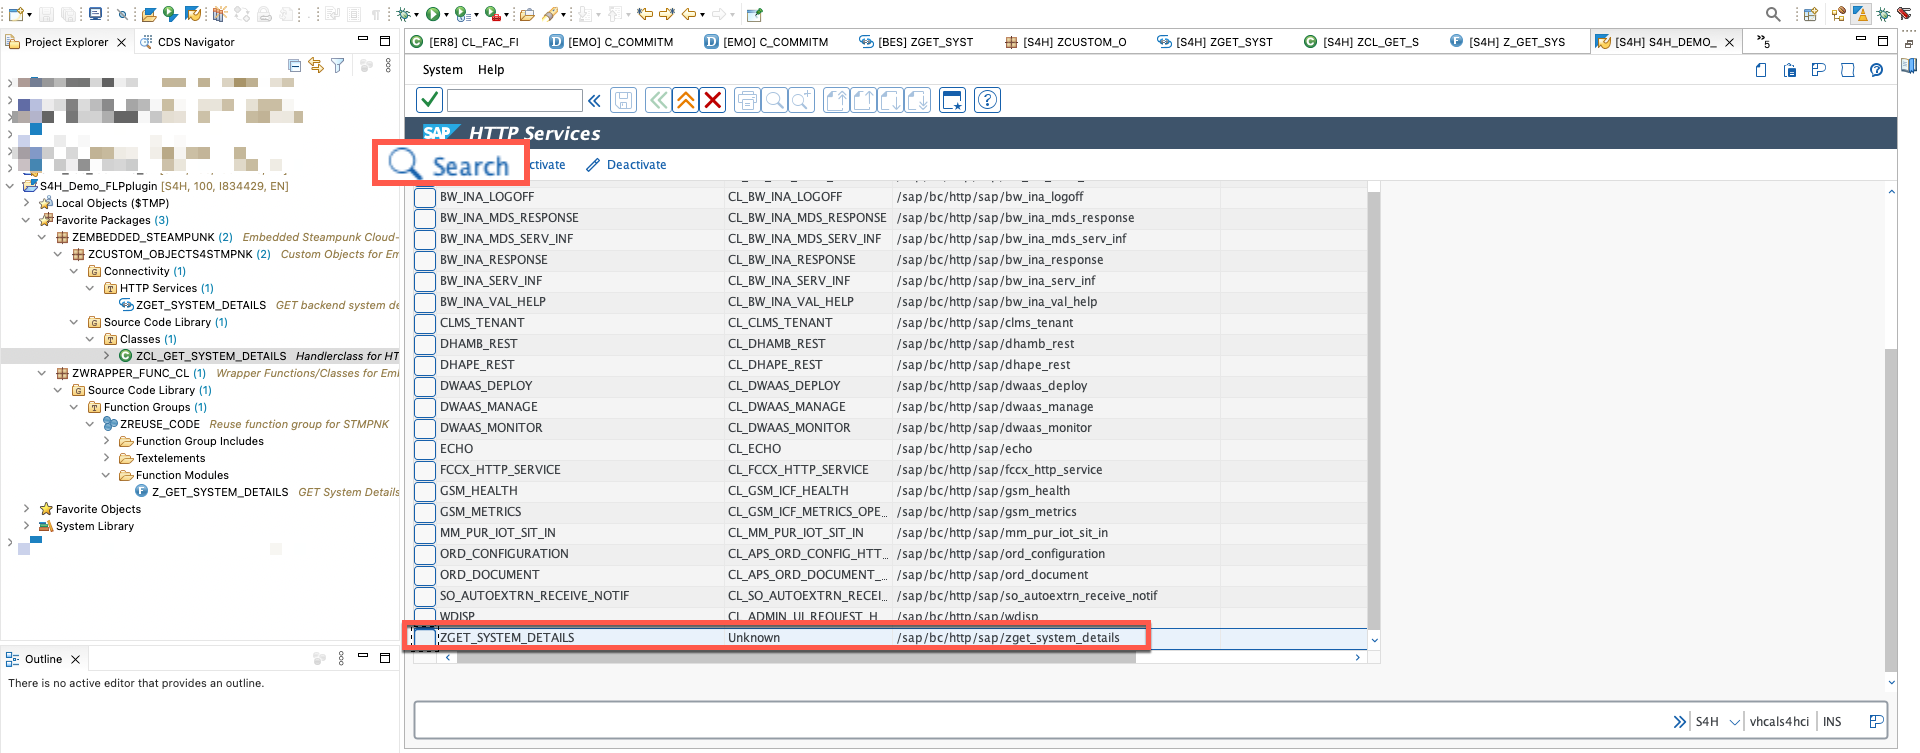 Project Explorer
CDS Navigator
[ER8] CL_FAC_FI
[EMO] C_COMMITM
[EMO] C_COMMITM
[BES] ZGET_SYST
[S4H] ZCUSTOM_O
[S4H] ZGET_SYST
[S4H] ZCL_GET_S
[S4H] Z_GET_SYS
[S4H] S4H_DEMO_
5
System Help
SAP HTTP Services
Search
ctivate
Deactivate
S4H_Demo_FLPplugin [S4H, 100, I834429, EN]
Local Objects ($TMP)
Favorite Packages (3)
ZEMBEDDED_STEAMPUNK (2) Embedded Steampunk Cloud-
ZCUSTOM_OBJECTS4STMPNK (2) Custom Objects for Em
Connectivity (1)
HTTP Services (1)
ZGET_SYSTEM_DETAILS GET backend system de
Source Code Library (1)
Classes (1)
ZCL_GET_SYSTEM_DETAILS Handlerclass for HT
ZWRAPPER_FUNC_CL (1) Wrapper Functions/Classes for Emb
Source Code Library (1)
Function Groups (1)
ZREUSE_CODE Reuse function group for STMPNK
Function Group Includes
Textelements
Function Modules
Z_GET_SYSTEM_DETAILS GET System Details
Favorite Objects
System Library
BW_INA_LOGOFF CL_BW_INA_LOGOFF /sap/bc/http/sap/bw_ina_logoff
BW_INA_MDS_RESPONSE CL_BW_INA_MDS_RESPONSE /sap/bc/http/sap/bw_ina_mds_response
BW_INA_MDS_SERV_INF CL_BW_INA_MDS_SERV_INF /sap/bc/http/sap/bw_ina_mds_serv_inf
BW_INA_RESPONSE CL_BW_INA_RESPONSE /sap/bc/http/sap/bw_ina_response
BW_INA_SERV_INF CL_BW_INA_SERV_INF /sap/bc/http/sap/bw_ina_serv_inf
BW_INA_VAL_HELP CL_BW_INA_VAL_HELP /sap/bc/http/sap/bw_ina_val_help
CLMS_TENANT CL_CLMS_TENANT /sap/bc/http/sap/clms_tenant
DHAMB_REST CL_DHAMB_REST /sap/bc/http/sap/dhamb_rest
DHAPE_REST CL_DHAPE_REST /sap/bc/http/sap/dhape_rest
DWAAS_DEPLOY CL_DWAAS_DEPLOY /sap/bc/http/sap/dwaas_deploy
DWAAS_MANAGE CL_DWAAS_MANAGE /sap/bc/http/sap/dwaas_manage
DWAAS_MONITOR CL_DWAAS_MONITOR /sap/bc/http/sap/dwaas_monitor
ECHO CL_ECHO /sap/bc/http/sap/echo
FCCX_HTTP_SERVICE CL_FCCX_HTTP_SERVICE /sap/bc/http/sap/fccx_http_service
GSM_HEALTH CL_GSM_ICF_HEALTH /sap/bc/http/sap/gsm_health
GSM_METRICS CL_GSM_ICF_METRICS_OPE... /sap/bc/http/sap/gsm_metrics
MM_PUR_IOT_SIT_IN CL_MM_PUR_IOT_SIT_IN /sap/bc/http/sap/mm_pur_iot_sit_in
ORD_CONFIGURATION CL_APS_ORD_CONFIG_HTT... /sap/bc/http/sap/ord_configuration
ORD_DOCUMENT CL_APS_ORD_DOCUMENT_... /sap/bc/http/sap/ord_document
SO_AUTOEXTRN_RECEIVE_NOTIF CL_SO_AUTOEXTRN_RECEI... /sap/bc/http/sap/so_autoextrn_receive_notif
WDISP CL_ADMIN_UI_REQUEST_H... /sap/bc/http/sap/wdisp
ZGET_SYSTEM_DETAILS Unknown /sap/bc/http/sap/zget_system_details
Outline
There is no active editor that provides an outline.
S4H vhcals4hci INS